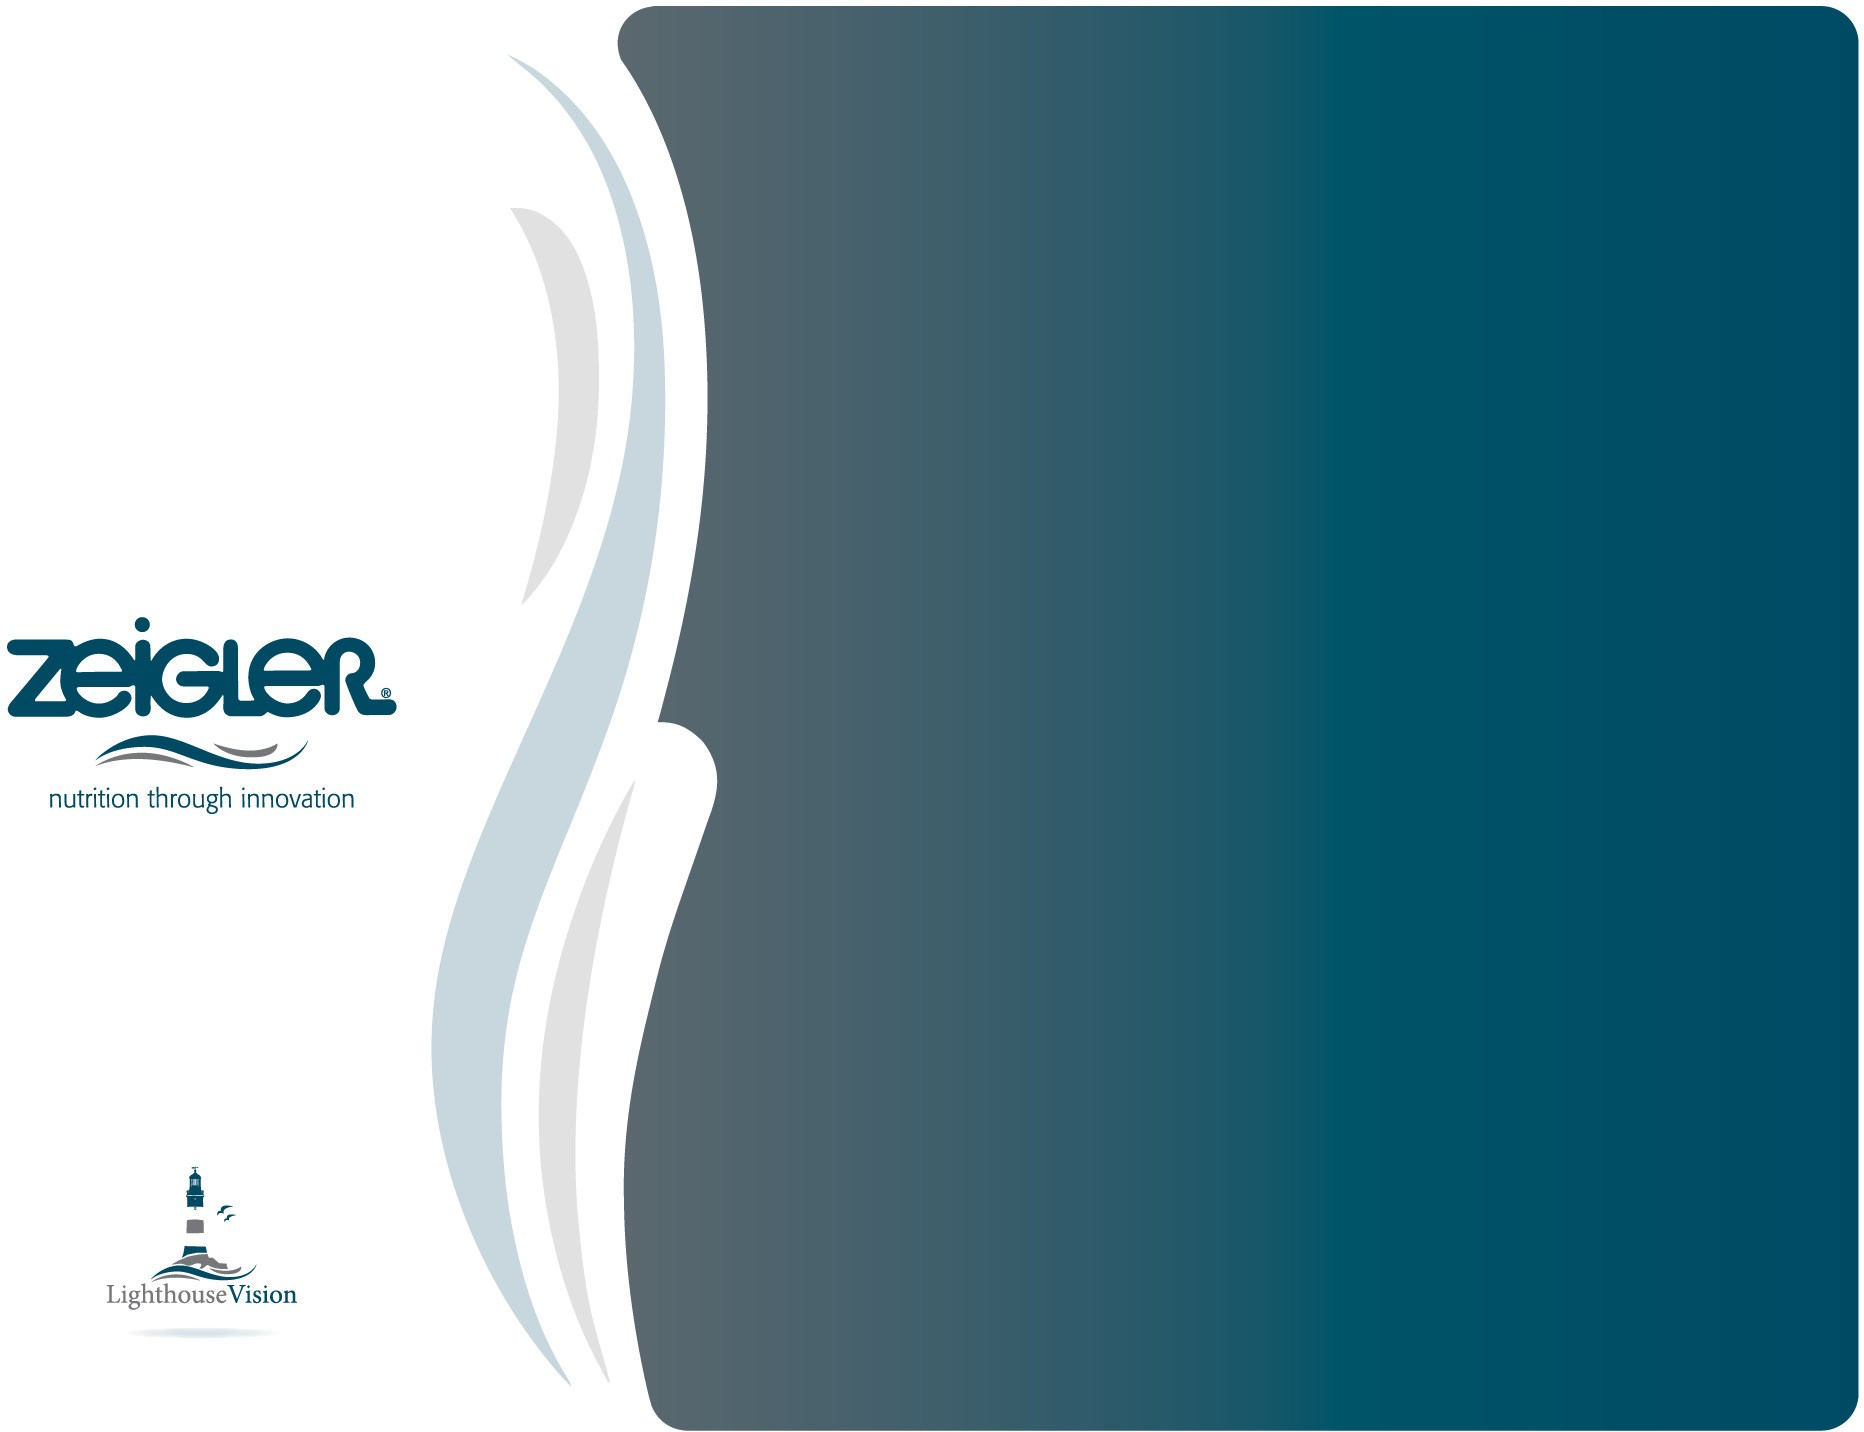 zeiGLeR®
nutrition through innovation
LighthouseVision